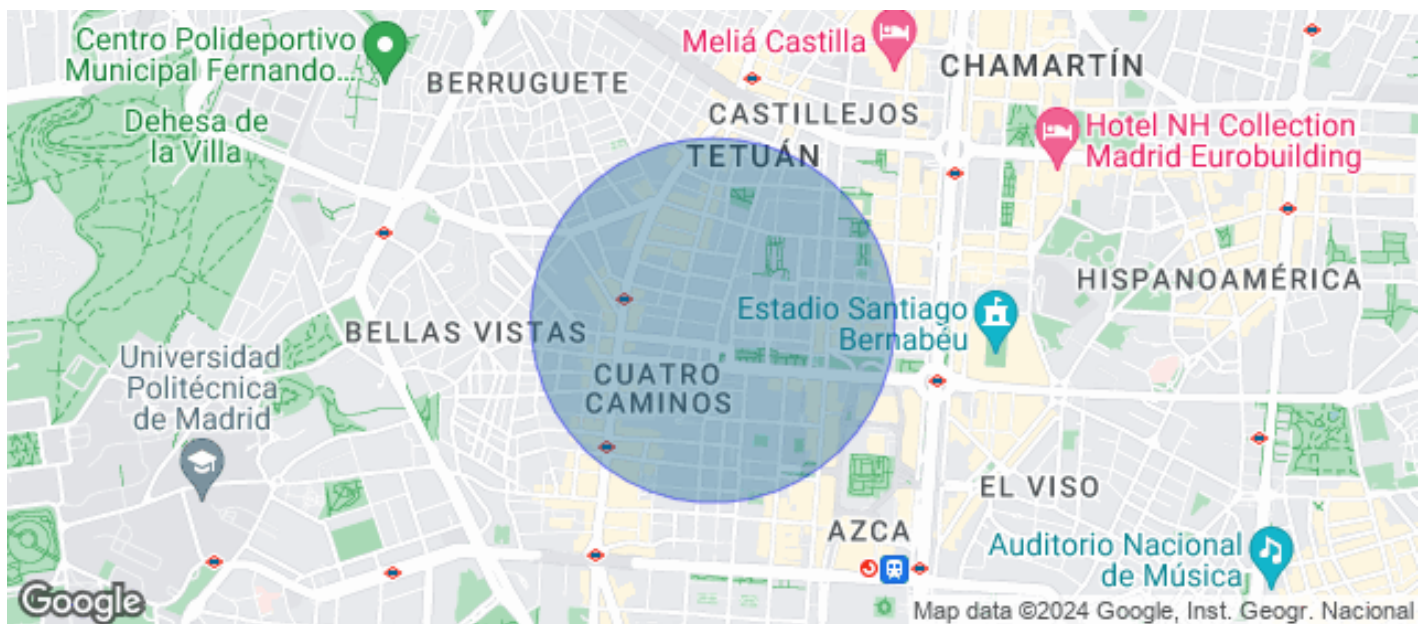 Centro Polideportivo
Municipal Fernando...
BERRUGUETE
Meliá Castilla
CHAMARTÍN
Dehesa de
la Villa
CASTILLEJOS
TETUÁN
Hotel NH Collection
Madrid Eurobuilding
HISPANOAMÉRICA
BELLAS VISTAS
Estadio Santiago
Bernabéu
Universidad
Politécnica
de Madrid
CUATRO
CAMINOS
EL VISO
AZCA
Auditorio Nacional
de Música
Google
Map data ©2024 Google, Inst. Geogr. Nacional